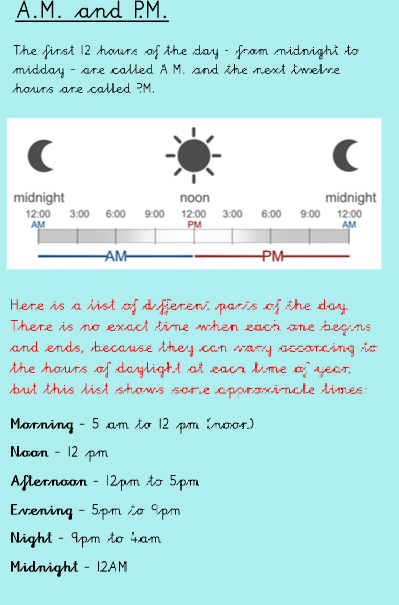 A.M. and P.M.
The first 12 hours of the day - from midnight to
midday - are called A.M. and the next twelve
hours are called P.M.
midnight noon midnight
12:00 3:00 6:00 9:00 12:00 3:00 6:00 9:00 12:00
AM PM AM
AM PM
Here is a list of different parts of the day.
There is no exact time when each one begins
and ends, because they can vary according to
the hours of daylight at each time of year,
but this list shows some approximate times:
Morning - 5 am to 12 pm (noon)
Noon - 12 pm
Afternoon - 12pm to 5pm
Evening - 5pm to 9pm
Night - 9pm to 4am
Midnight - 12AM